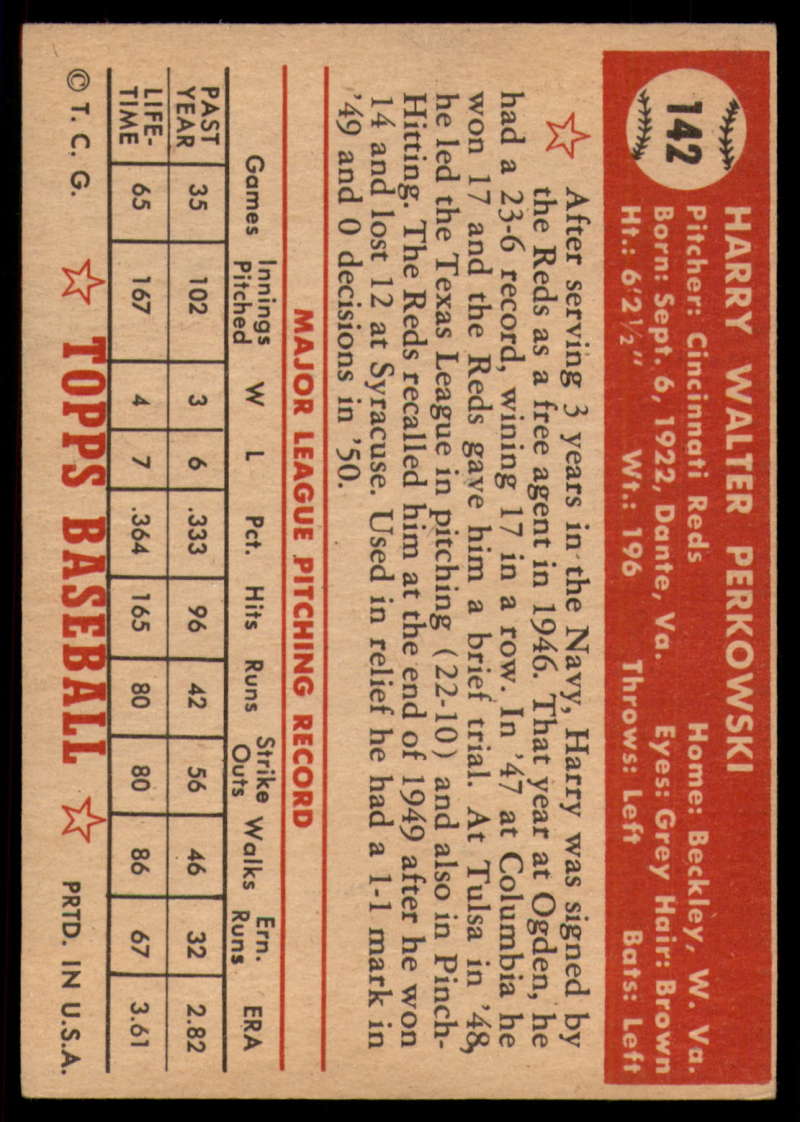 142
HARRY WALTER PERKOWSKI
Pitcher: Cincinnati Reds Home: Beckley, W. Va.
Born: Sept. 6, 1922, Dante, Va. Eyes: Grey Hair: Brown
Ht.: 6'2½" Wt.: 196 Throws: Left Bats: Left
After serving 3 years in the Navy, Harry was signed by
the Reds as a free agent in 1946. That year at Ogden, he
had a 23-6 record, wining 17 in a row. In '47 at Columbia he
won 17 and the Reds gave him a brief trial. At Tulsa in '48,
he led the Texas League in pitching (22-10) and also in Pinch-
Hitting. The Reds recalled him at the end of 1949 after he won
14 and lost 12 at Syracuse. Used in relief he had a 1-1 mark in
'49 and 0 decisions in '50.
MAJOR LEAGUE PITCHING RECORD
Games Innings Pitched W L Pct. Hits Runs Strike Outs Walks Ern. Runs ERA
PAST YEAR 35 102 3 6 .333 96 42 56 46 32 2.82
LIFE-TIME 65 167 4 7 .364 165 80 80 86 67 3.61
© T. C. G. TOPPS BASEBALL PRTD. IN U.S.A.